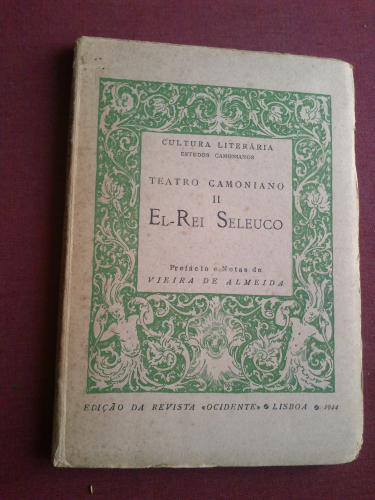 CULTURA LITERÁRIA
ESTUDOS CAMONIANOS
TEATRO CAMONIANO
II
EL-REI SELEUCO
Prefácio e Notas de
VIEIRA DE ALMEIDA
EDIÇÃO DA REVISTA «OCIDENTE» • LISBOA • 1944